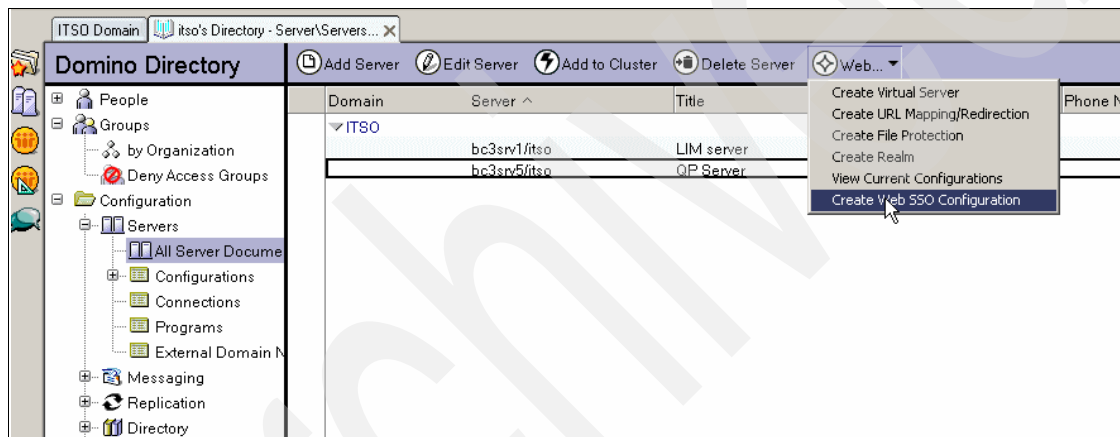 ITSO Domain itso's Directory - Server\Servers...
Domino Directory
Add Server Edit Server Add to Cluster Delete Server Web...
People
Groups
by Organization
Deny Access Groups
Configuration
Servers
All Server Docume
Configurations
Connections
Programs
External Domain N
Messaging
Replication
Directory
Domain Server Title Phone N
ITSO
bc3srv1/itso LIM server
bc3srv5/itso QP Server
Create Virtual Server
Create URL Mapping/Redirection
Create File Protection
Create Realm
View Current Configurations
Create Web SSO Configuration